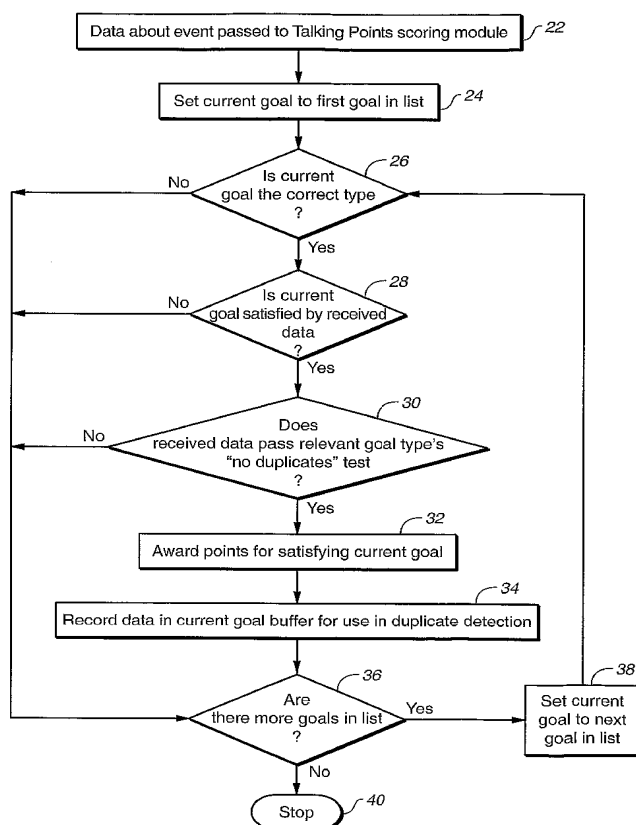 Data about event passed to Talking Points scoring module
22
Set current goal to first goal in list
24
Is
current
goal the correct type
?
26
No
Yes
Is current
goal satisfied by received
data
?
28
No
Yes
Does
received data pass relevant goal type's
"no duplicates" test
?
30
No
Yes
32
Award points for satisfying current goal
34
Record data in current goal buffer for use in duplicate detection
36
Are
there more goals in list
?
Yes
38
Set current
goal to next
goal in list
No
Stop
40